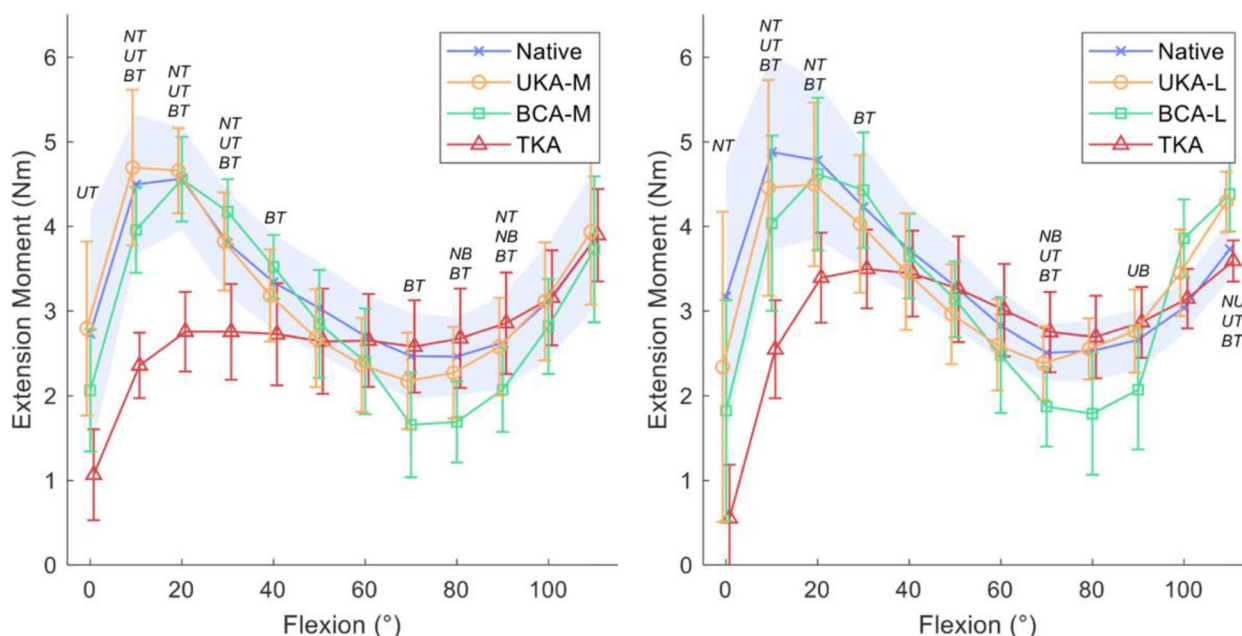 Extension Moment (Nm)
6
5
4
3
2
1
0
0
20
40
60
80
100
Flexion (°)
UT
NT
UT
BT
NT
UT
BT
NT
UT
BT
BT
BT
NB
BT
NT
NB
BT
Native
UKA-M
BCA-M
TKA
Extension Moment (Nm)
6
5
4
3
2
1
0
0
20
40
60
80
100
Flexion (°)
NT
NT
UT
BT
NT
BT
BT
NB
UT
BT
UB
NU
UT
BT
Native
UKA-L
BCA-L
TKA